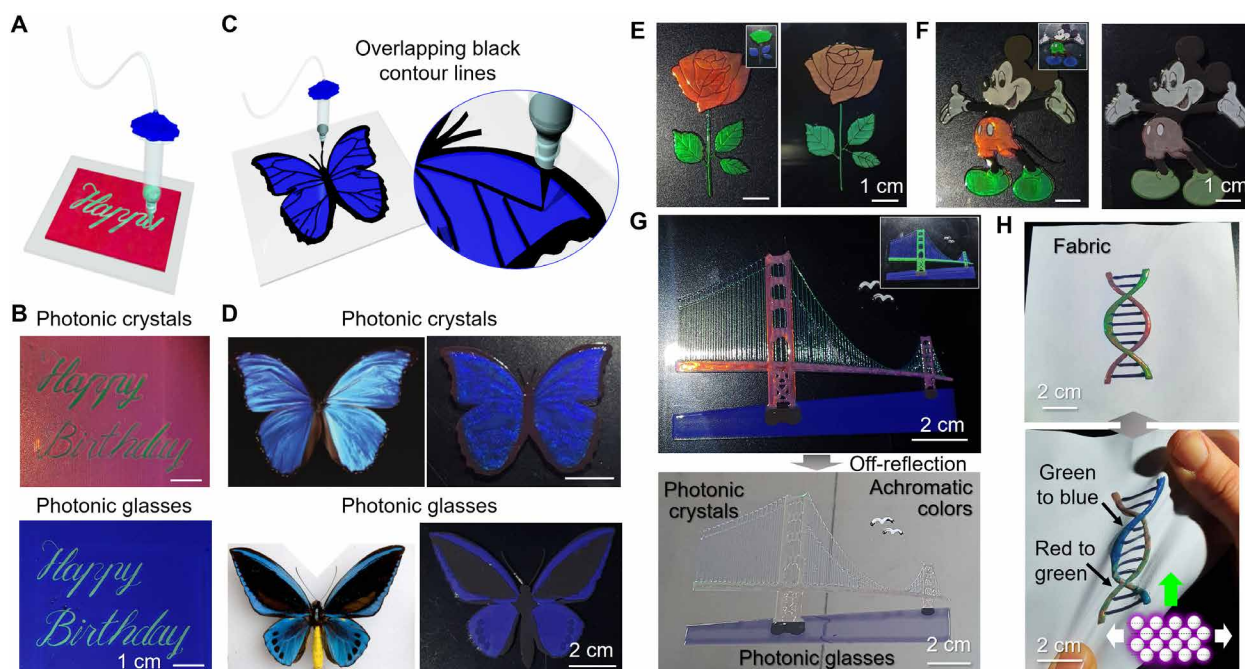 A
Happy
B
Photonic crystals
Happy
Birthday
Photonic glasses
Happy
Birthday
1 cm
C
Overlapping black
contour lines
D
Photonic crystals
Photonic glasses
2 cm
E
1 cm
F
1 cm
G
2 cm
Off-reflection
Photonic
crystals
Achromatic
colors
Photonic glasses
2 cm
H
Fabric
2 cm
Green
to blue
Red to
green
2 cm